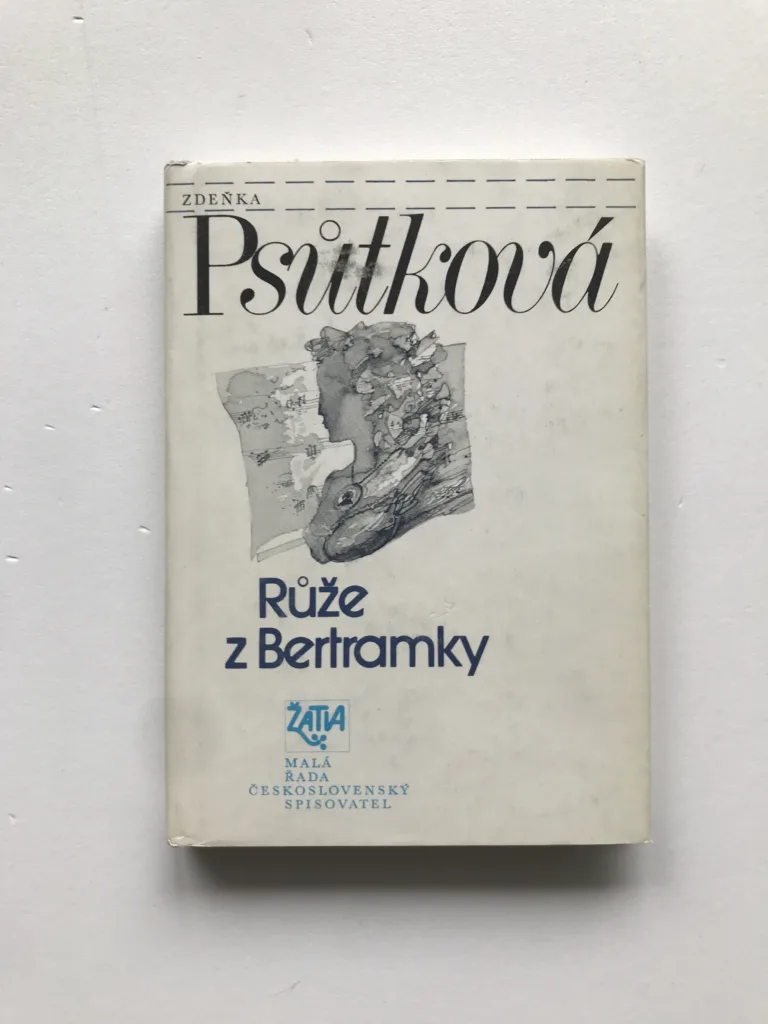 ZDEŇKA
Psůtková
Růže
z Bertramky
ŽATVA
MALÁ
ŘADA
ČESKOSLOVENSKÝ
SPISOVATEL